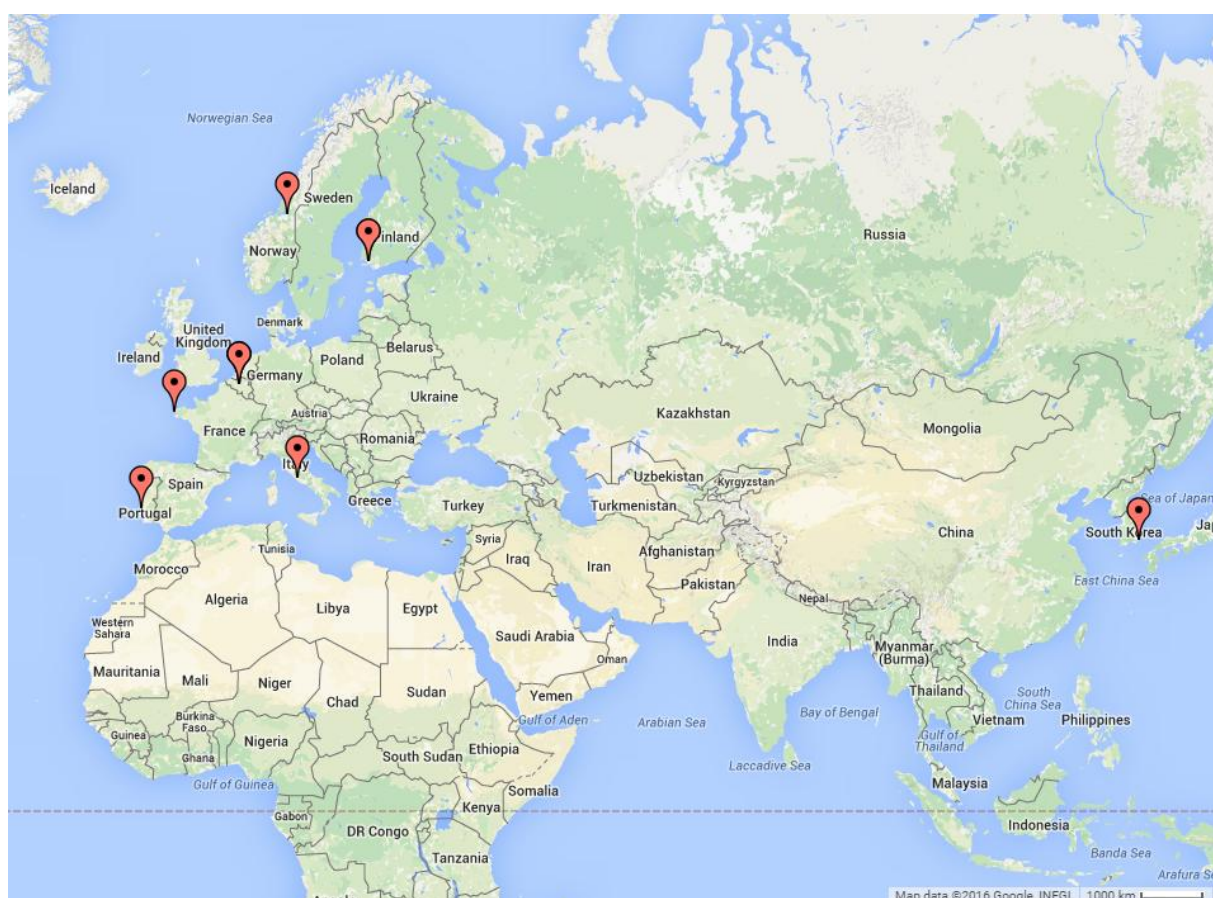 Norwegian Sea
Iceland
Sweden
inland
Russia
Norway
Denmark
United
Kingdom
Ireland
Poland
Belarus
Germany
Ukraine
Austria
Kazakhstan
France
Romania
Mongolia
Italy
Uzbekistan
Kyrgyzstan
Spain
Sea of Japan
Greece
Turkey
Turkmenistan
Portugal
South Korea
Ja
China
Syria
Tunisia
Iraq
Iran
Afghanistan
Morocco
East China Sea
Pakistan
Algeria
Libya
Egypt
Nepal
Western
Sahara
Saudi Arabia
India
Myanmar
(Burma)
Oman
Mauritania
Mali
Niger
Sudan
Chad
Yemen
Thailand
South
China Sea
Burkina
Faso
Gulf of Aden
Arabian Sea
Bay of Bengal
Vietnam
Philippines
Guinea
Nigeria
Ethiopia
Gulf of
Thailand
Ghana
South Sudan
Laccadive Sea
Gulf of Guinea
Somalia
Malaysia
Kenya
Gabon
DR Congo
Indonesia
Tanzania
Banda Sea
Arafura S
Map data ©2016 Google, INEGI
1000 km